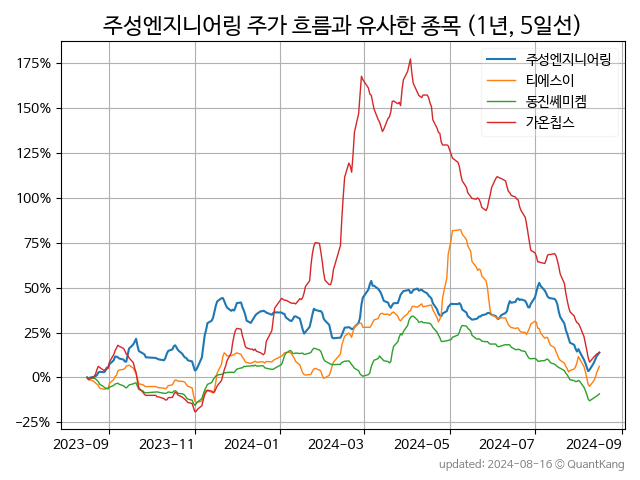 주성엔지니어링 주가 흐름과 유사한 종목 (1년, 5일선)
주성엔지니어링
티에스이
동진쎄미켐
가온칩스
175%
150%
125%
100%
75%
50%
25%
0%
−25%
2023-09
2023-11
2024-01
2024-03
2024-05
2024-07
2024-09
updated: 2024-08-16 © QuantKang